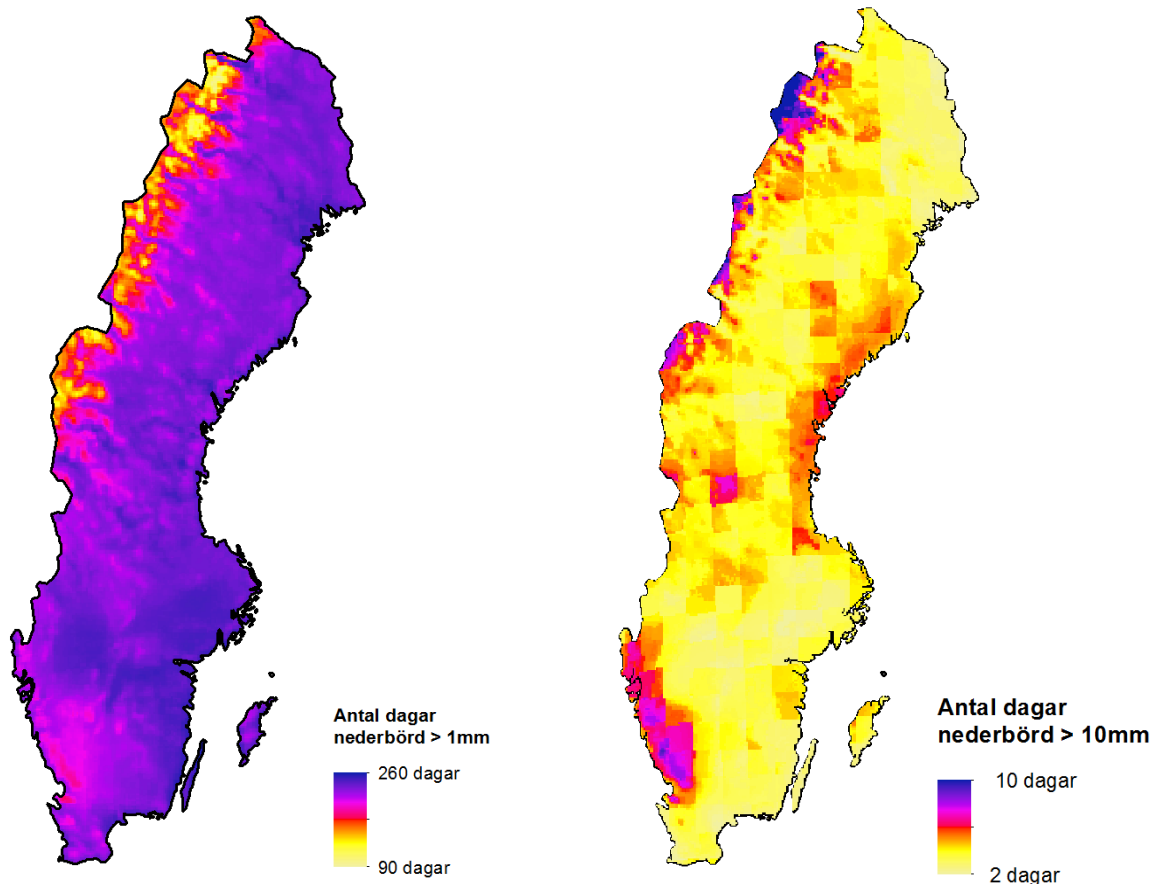 Antal dagar
nederbörd > 1mm
260 dagar
90 dagar
Antal dagar
nederbörd > 10mm
10 dagar
2 dagar